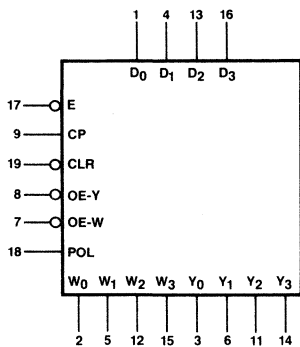 1 4 13 16
D0 D1 D2 D3
17 E
9 CP
19 CLR
8 OE-Y
7 OE-W
18 POL
W0 W1 W2 W3 Y0 Y1 Y2 Y3
2 5 12 15 3 6 11 14